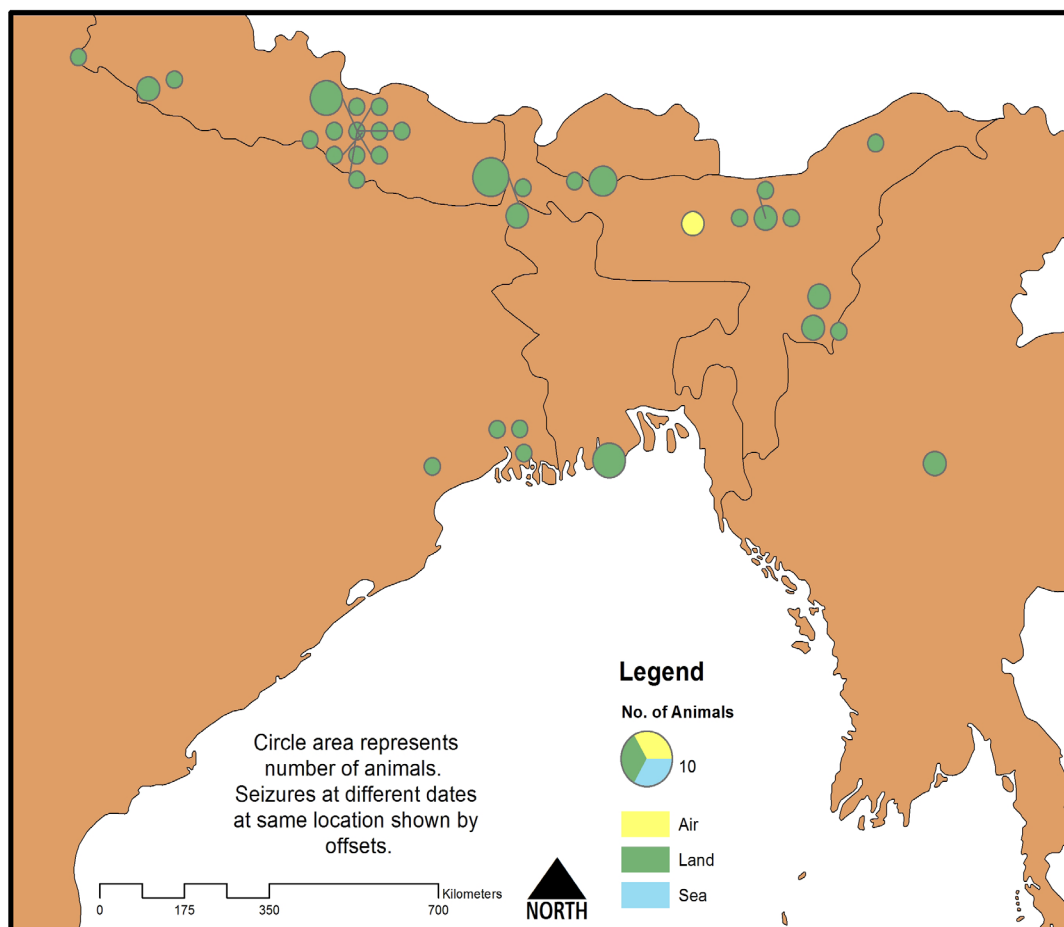 Legend
No. of Animals
10
Air
Land
Sea
Circle area represents
number of animals.
Seizures at different dates
at same location shown by
offsets.
Kilometers
0 175 350 700
NORTH